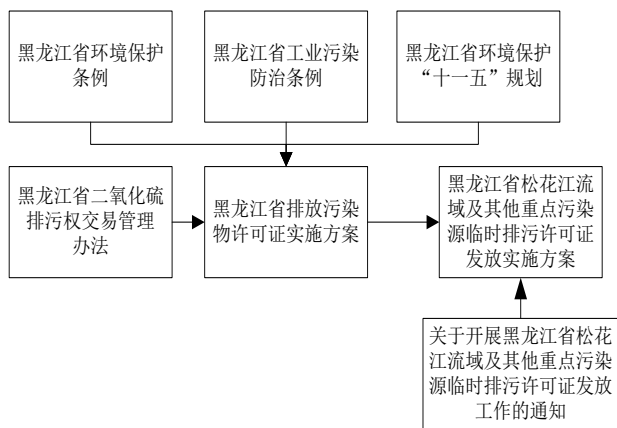 黑龙江省环境保护
条例
黑龙江省工业污染
防治条例
黑龙江省环境保护
“十一五”规划
黑龙江省二氧化硫
排污权交易管理
办法
黑龙江省排放污染
物许可证实施方案
黑龙江省松花江流
域及其他重点污染
源临时排污许可证
发放实施方案
关于开展黑龙江省松花
江流域及其他重点污染
源临时排污许可证发放
工作的通知